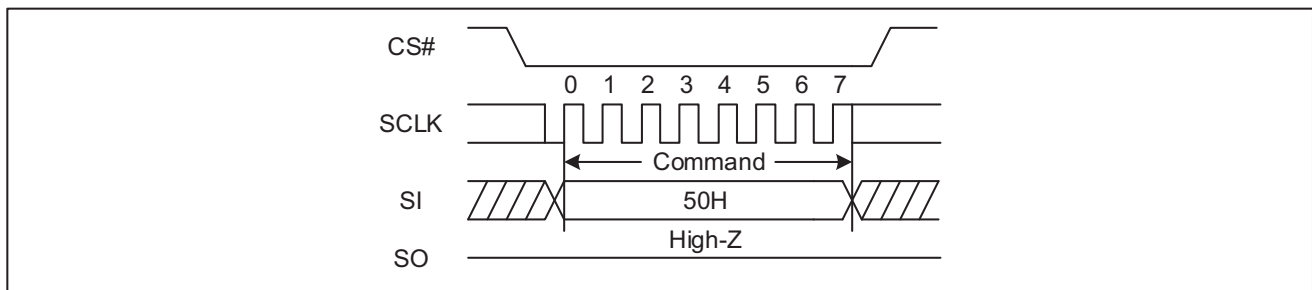 CS#
0 1 2 3 4 5 6 7
SCLK
Command
SI
50H
High-Z
SO